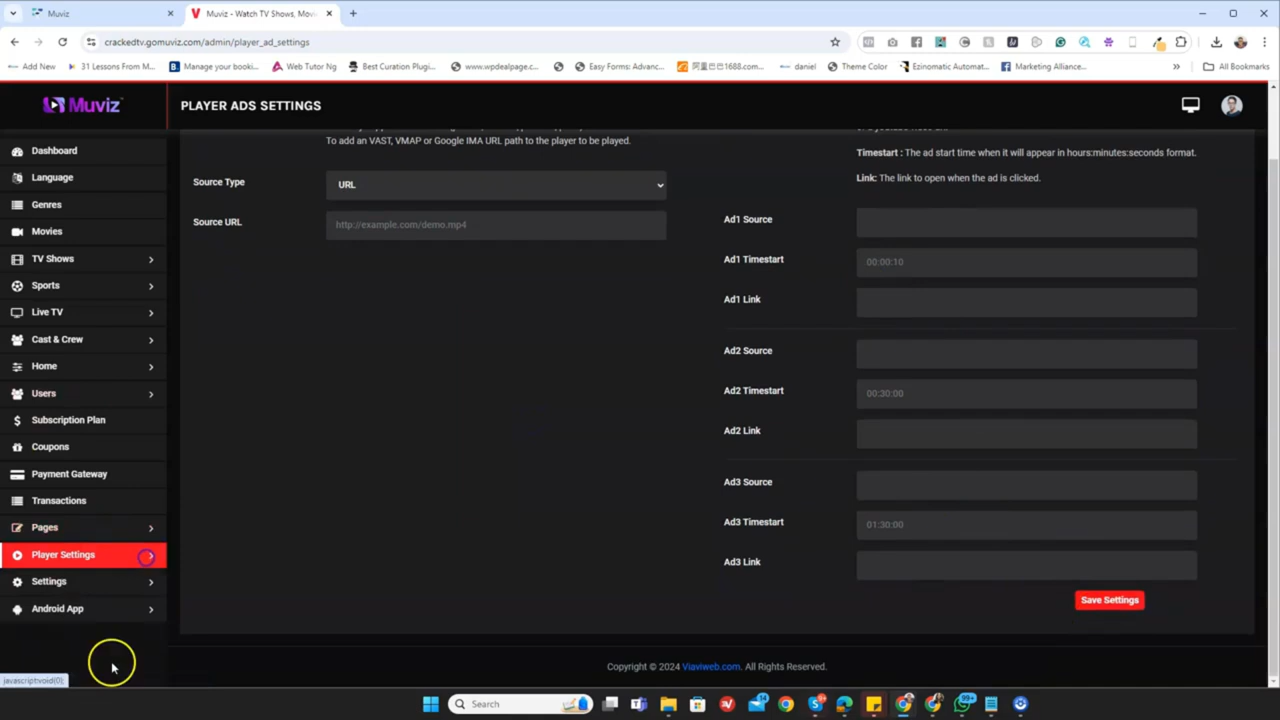 Muviz
Muviz - Watch TV Shows, Movi
crackedtv.gomuviz.com/admin/player_ad_settings
Add New
31 Lessons From M...
Manage your booki...
Web Tutor Ng
Best Curation Plugi...
www.wpdealpage.c...
Easy Forms: Advanc...
阿里巴巴1688.com...
daniel
Theme Color
Ezinomatic Automat...
Marketing Alliance...
All Bookmarks
Muviz
PLAYER ADS SETTINGS
To add an VAST, VMAP or Google IMA URL path to the player to be played.
Timestart : The ad start time when it will appear in hours:minutes:seconds format.
Link: The link to open when the ad is clicked.
Dashboard
Language
Genres
Movies
TV Shows
Sports
Live TV
Cast & Crew
Home
Users
Subscription Plan
Coupons
Payment Gateway
Transactions
Pages
Player Settings
Settings
Android App
Source Type
URL
Source URL
http://example.com/demo.mp4
Ad1 Source
Ad1 Timestart
00:00:10
Ad1 Link
Ad2 Source
Ad2 Timestart
00:30:00
Ad2 Link
Ad3 Source
Ad3 Timestart
01:30:00
Ad3 Link
Save Settings
Copyright © 2024 Viaviweb.com. All Rights Reserved.
javascript:void(0);
Search
14
99+